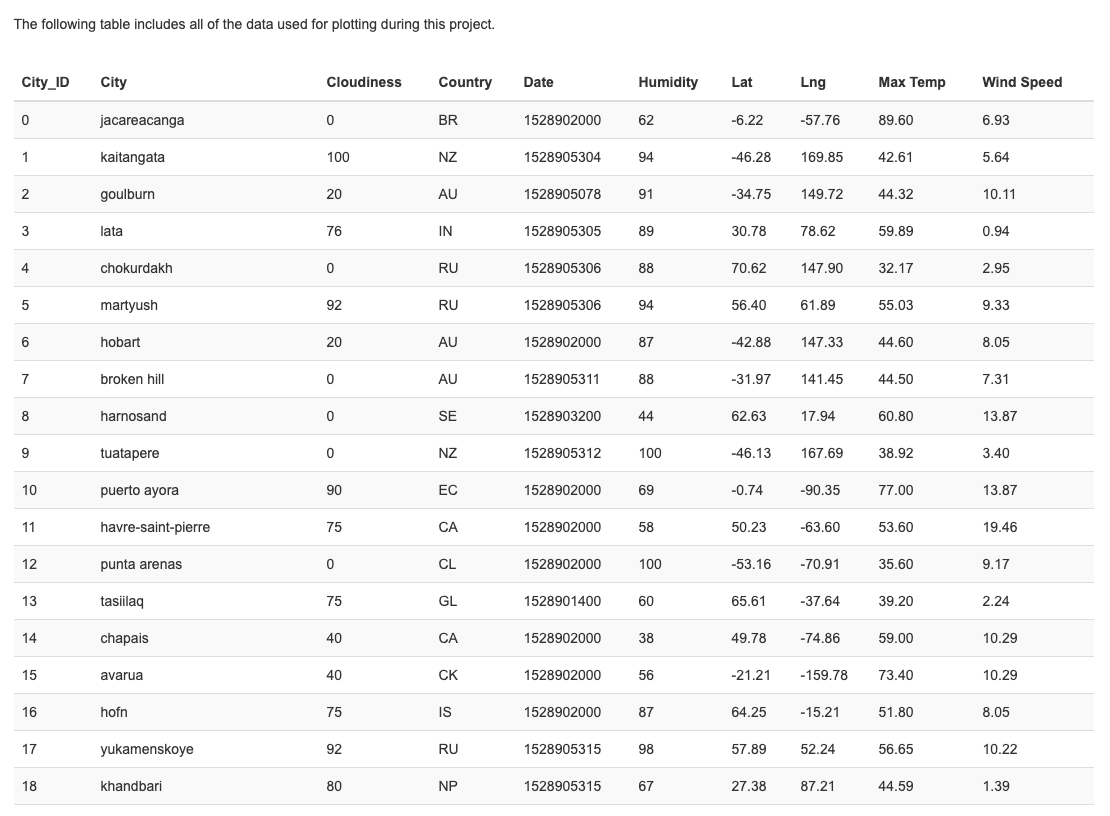 The following table includes all of the data used for plotting during this project.
City_ID City Cloudiness Country Date Humidity Lat Lng Max Temp Wind Speed
0 jacareacanga 0 BR 1528902000 62 -6.22 -57.76 89.60 6.93
1 kaitangata 100 NZ 1528905304 94 -46.28 169.85 42.61 5.64
2 goulburn 20 AU 1528905078 91 -34.75 149.72 44.32 10.11
3 lata 76 IN 1528905305 89 30.78 78.62 59.89 0.94
4 chokurdakh 0 RU 1528905306 88 70.62 147.90 32.17 2.95
5 martyush 92 RU 1528905306 94 56.40 61.89 55.03 9.33
6 hobart 20 AU 1528902000 87 -42.88 147.33 44.60 8.05
7 broken hill 0 AU 1528905311 88 -31.97 141.45 44.50 7.31
8 harnosand 0 SE 1528903200 44 62.63 17.94 60.80 13.87
9 tuatapere 0 NZ 1528905312 100 -46.13 167.69 38.92 3.40
10 puerto ayora 90 EC 1528902000 69 -0.74 -90.35 77.00 13.87
11 havre-saint-pierre 75 CA 1528902000 58 50.23 -63.60 53.60 19.46
12 punta arenas 0 CL 1528902000 100 -53.16 -70.91 35.60 9.17
13 tasiilaq 75 GL 1528901400 60 65.61 -37.64 39.20 2.24
14 chapais 40 CA 1528902000 38 49.78 -74.86 59.00 10.29
15 avarua 40 CK 1528902000 56 -21.21 -159.78 73.40 10.29
16 hofn 75 IS 1528902000 87 64.25 -15.21 51.80 8.05
17 yukamenskoye 92 RU 1528905315 98 57.89 52.24 56.65 10.22
18 khandbari 80 NP 1528905315 67 27.38 87.21 44.59 1.39